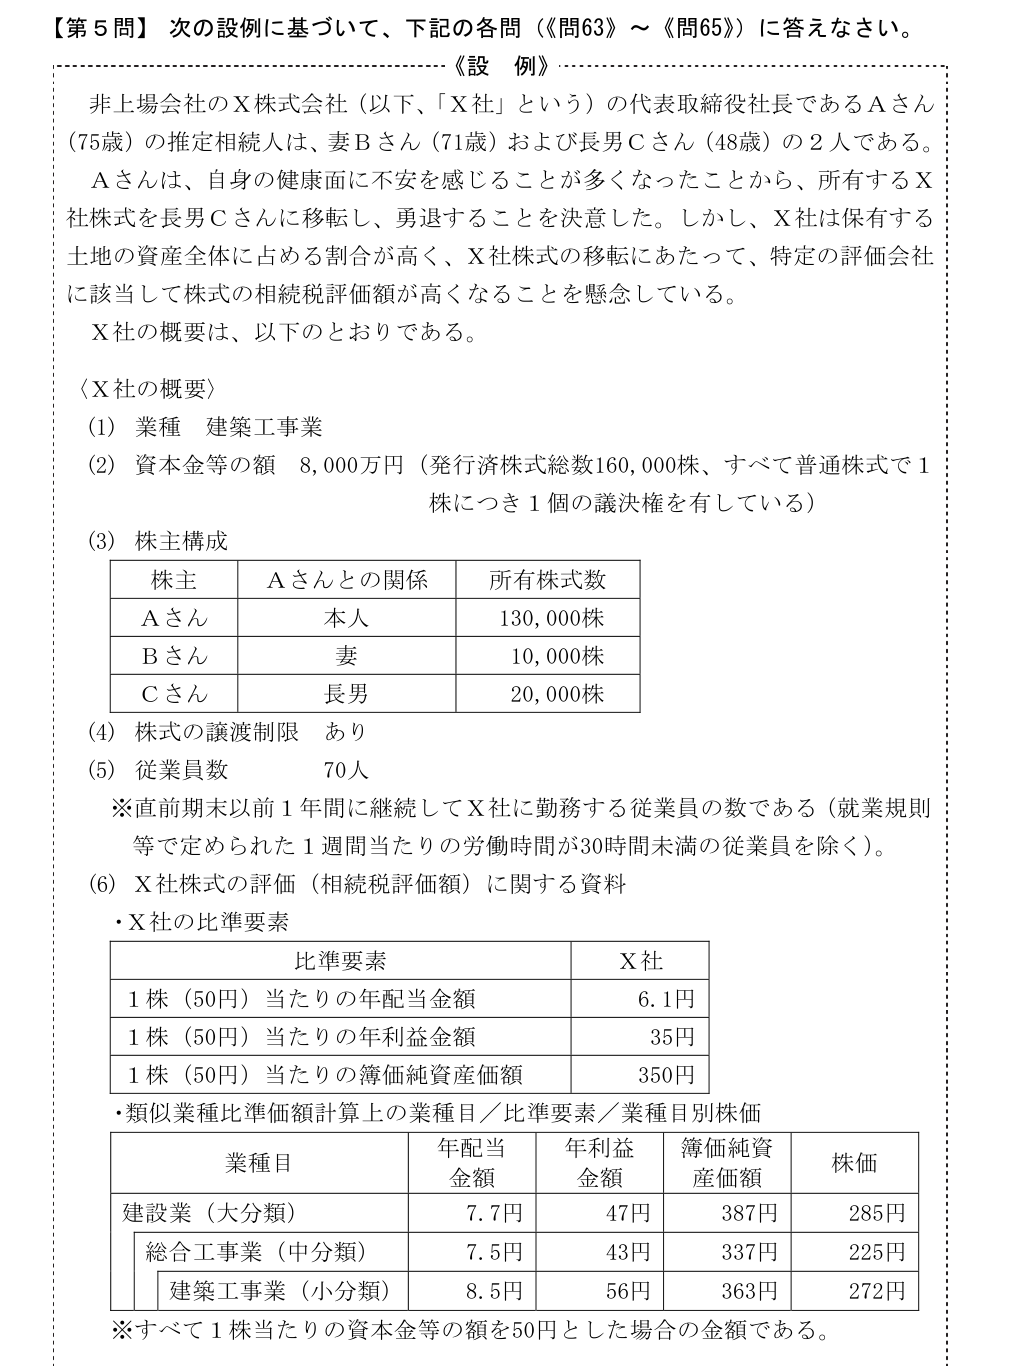 【第５問】 次の設例に基づいて、下記の各問（《問63》～《問65》）に答えなさい。
《設　例》
非上場会社のＸ株式会社（以下、「Ｘ社」という）の代表取締役社長であるＡさん
（75歳）の推定相続人は、妻Ｂさん（71歳）および長男Ｃさん（48歳）の２人である。
Ａさんは、自身の健康面に不安を感じることが多くなったことから、所有するＸ
社株式を長男Ｃさんに移転し、勇退することを決意した。しかし、Ｘ社は保有する
土地の資産全体に占める割合が高く、Ｘ社株式の移転にあたって、特定の評価会社
に該当して株式の相続税評価額が高くなることを懸念している。
Ｘ社の概要は、以下のとおりである。
〈Ｘ社の概要〉
(1) 業種　建築工事業
(2) 資本金等の額　8,000万円（発行済株式総数160,000株、すべて普通株式で１
株につき１個の議決権を有している）
(3) 株主構成
株主 Ａさんとの関係 所有株式数
Ａさん 本人 130,000株
Ｂさん 妻 10,000株
Ｃさん 長男 20,000株
(4) 株式の譲渡制限　あり
(5) 従業員数　70人
※直前期末以前１年間に継続してＸ社に勤務する従業員の数である（就業規則
等で定められた１週間当たりの労働時間が30時間未満の従業員を除く）。
(6) Ｘ社株式の評価（相続税評価額）に関する資料
・Ｘ社の比準要素
比準要素 Ｘ社
１株（50円）当たりの年配当金額 6.1円
１株（50円）当たりの年利益金額 35円
１株（50円）当たりの簿価純資産価額 350円
・類似業種比準価額計算上の業種目／比準要素／業種目別株価
業種目 年配当金額 年利益金額 簿価純資産価額 株価
建設業（大分類） 7.7円 47円 387円 285円
総合工事業（中分類） 7.5円 43円 337円 225円
建築工事業（小分類） 8.5円 56円 363円 272円
※すべて１株当たりの資本金等の額を50円とした場合の金額である。